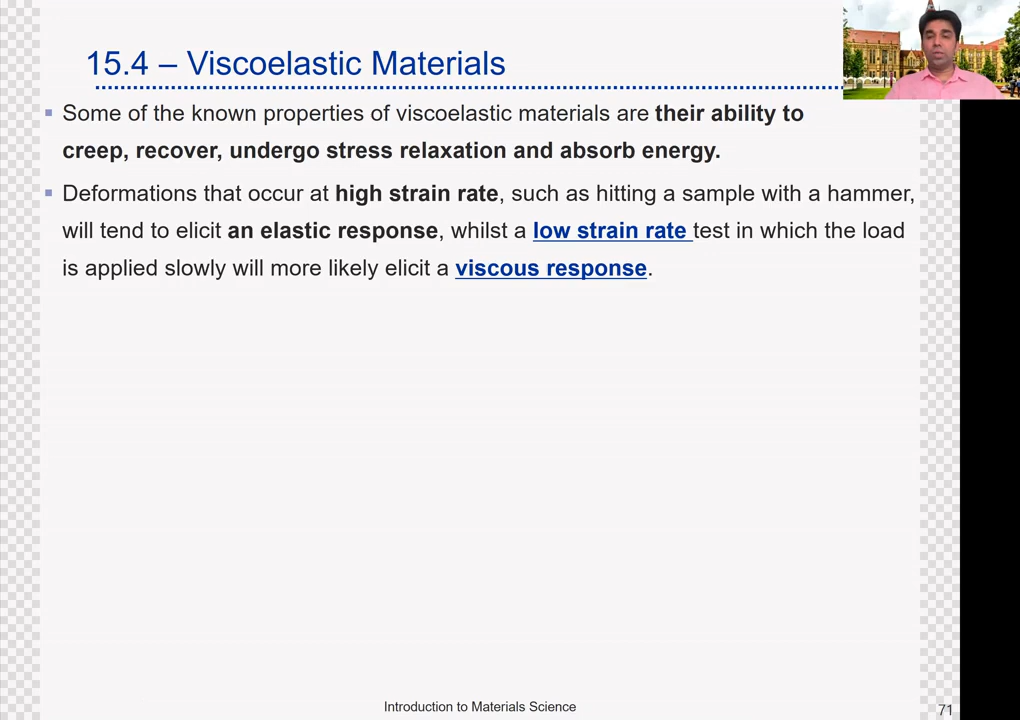 15.4 – Viscoelastic Materials
▪ Some of the known properties of viscoelastic materials are their ability to
creep, recover, undergo stress relaxation and absorb energy.
▪ Deformations that occur at high strain rate, such as hitting a sample with a hammer,
will tend to elicit an elastic response, whilst a low strain rate test in which the load
is applied slowly will more likely elicit a viscous response.
Introduction to Materials Science
71